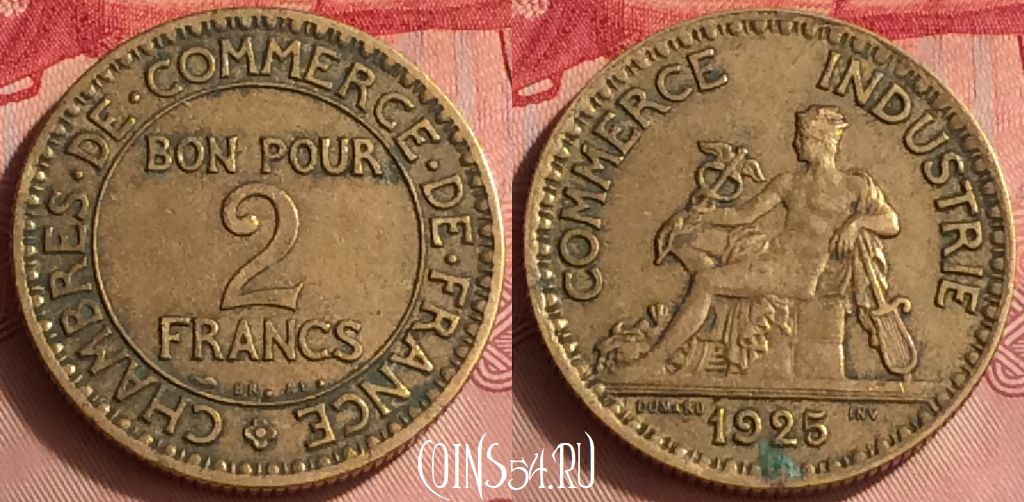 CHAMBRES · DE · COMMERCE · DE · FRANCE
BON POUR
2
FRANCS
COMMERCE INDUSTRIE
DOMARD INV.
1925
COINS54.RU